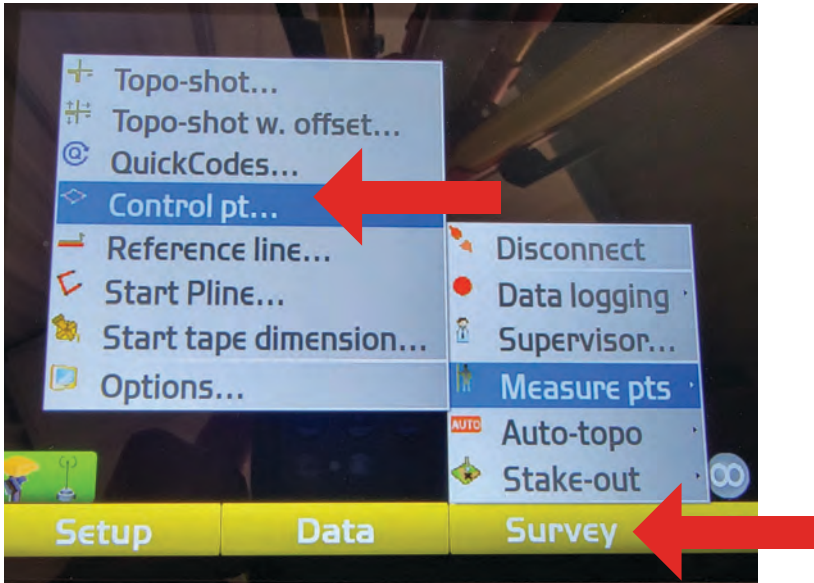 Topo-shot...
Topo-shot w. offset...
QuickCodes...
Control pt...
Reference line...
Start Pline...
Start tape dimension...
Options...
Disconnect
Data logging
Supervisor...
Measure pts
AUTO Auto-topo
Stake-out
Setup Data Survey